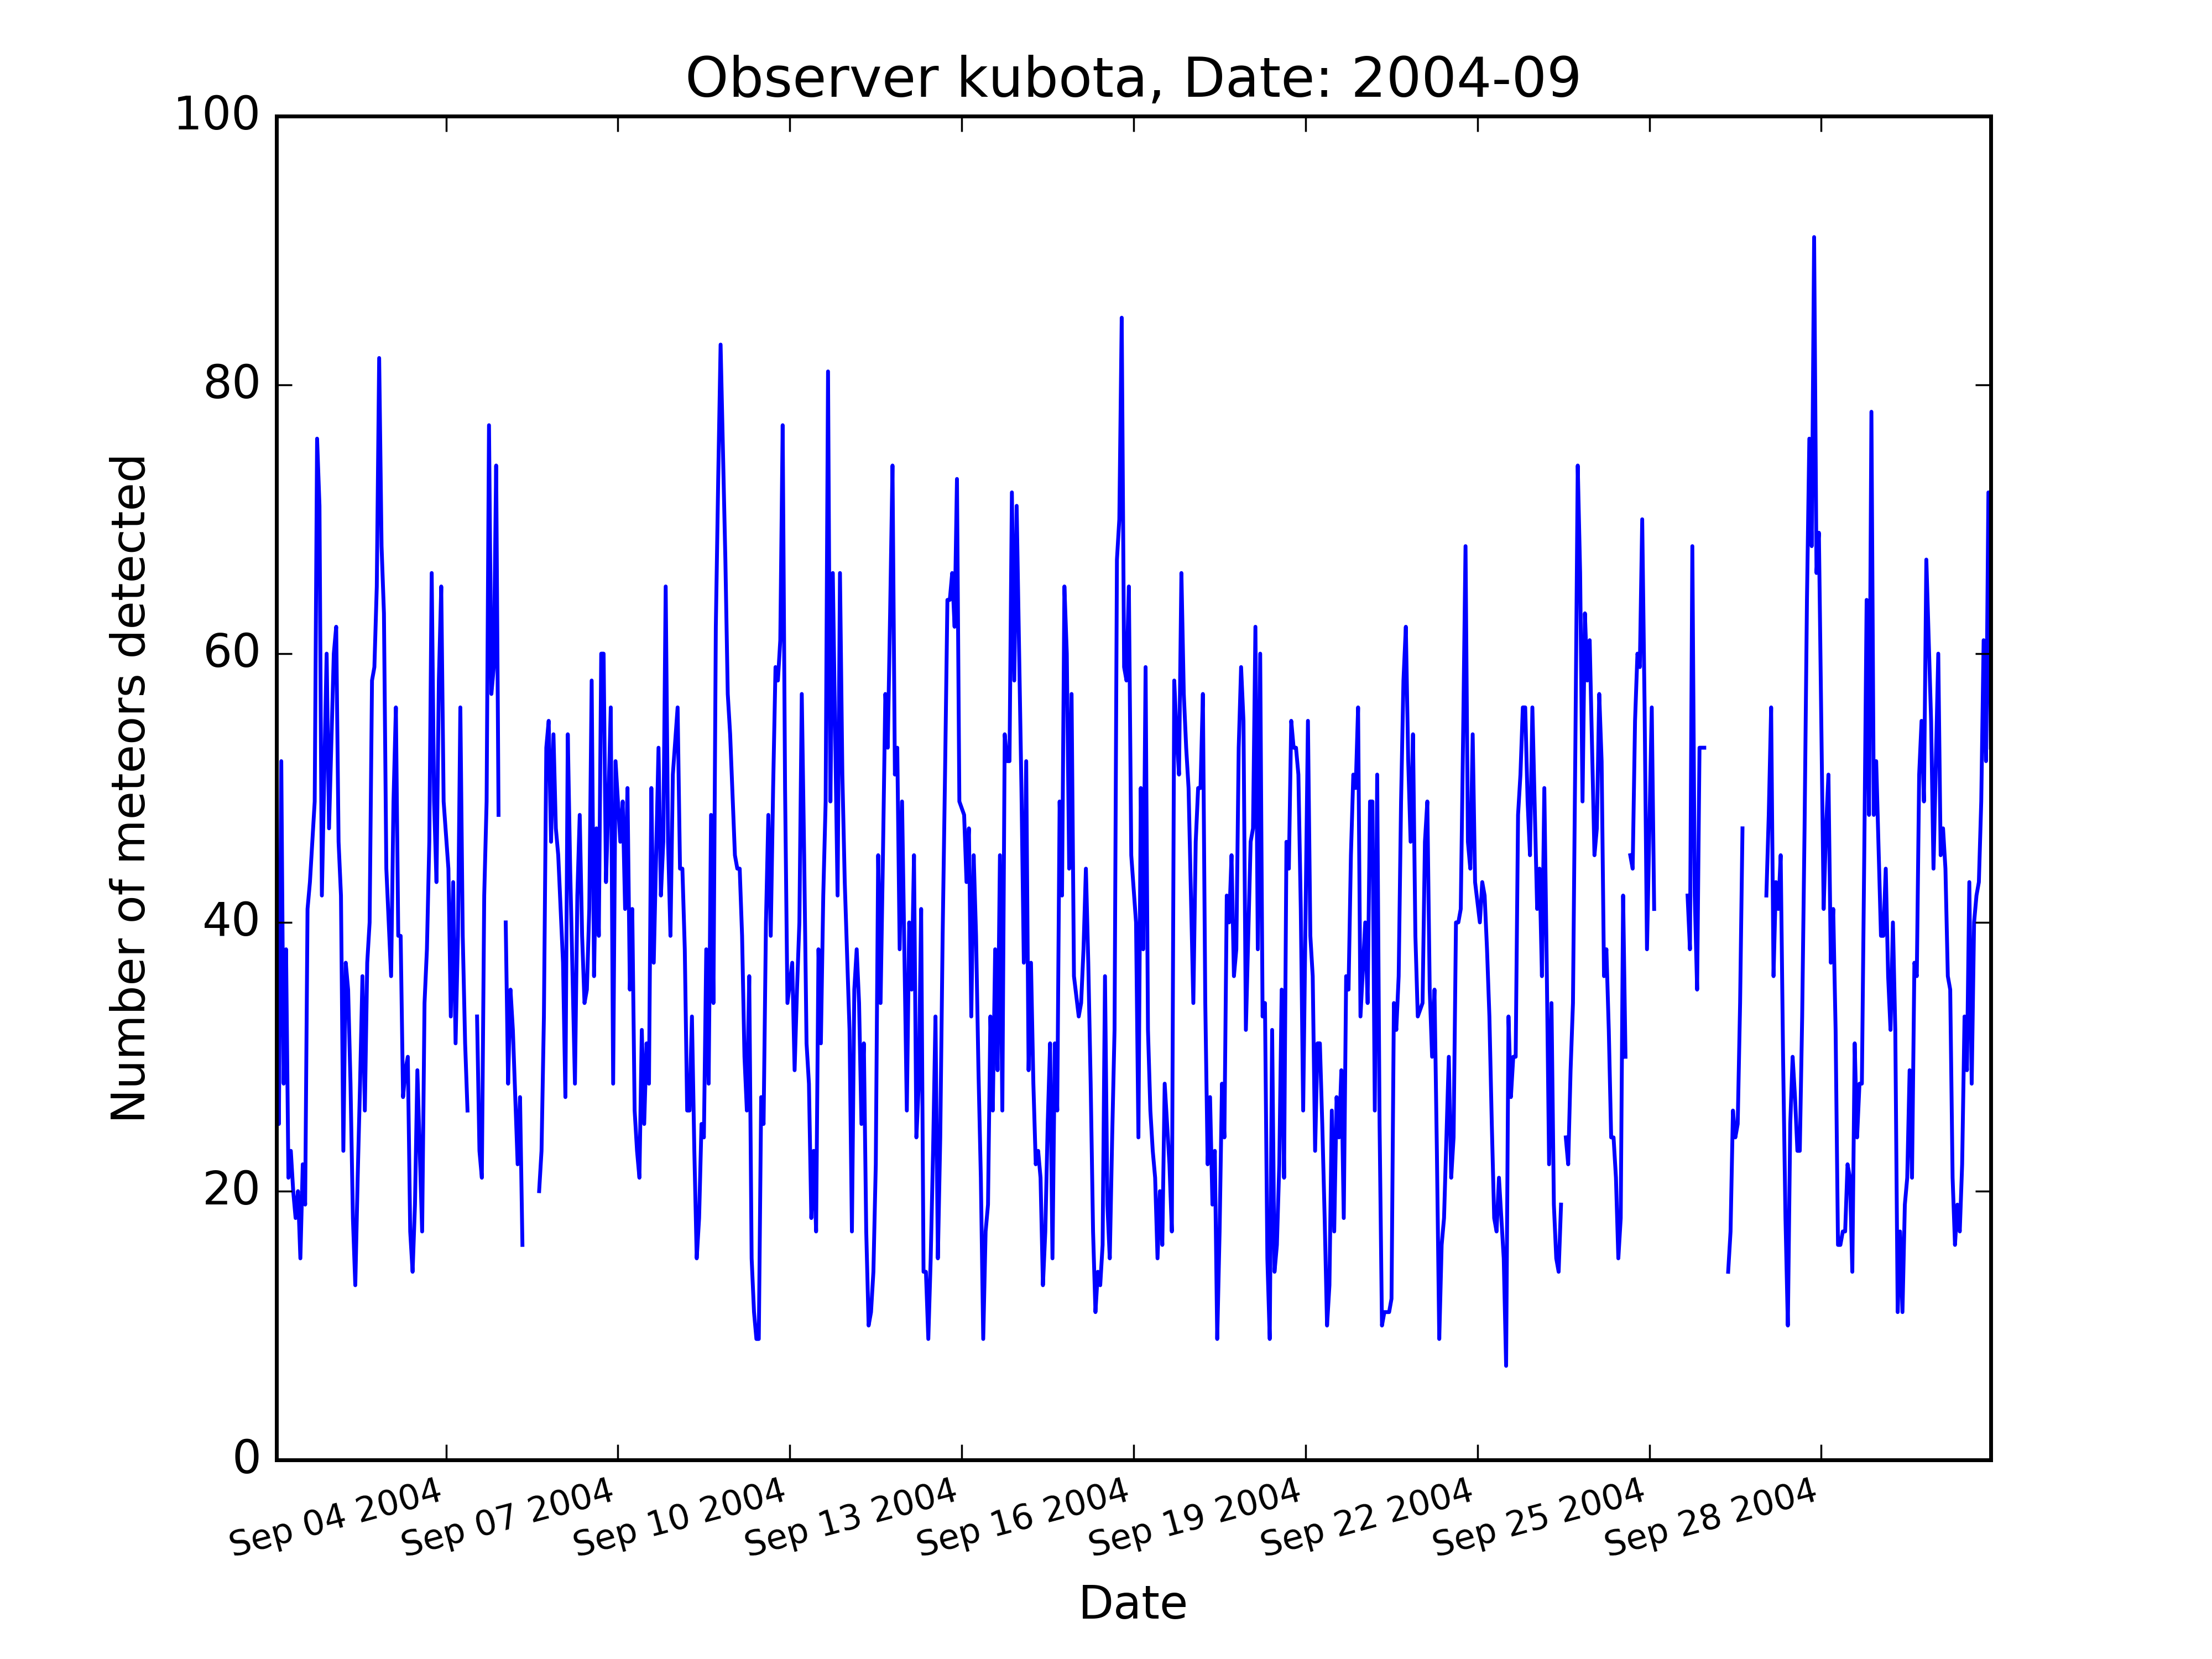 Observer kubota, Date: 2004-09
100
80
60
40
20
0
Number of meteors detected
Sep 04 2004
Sep 07 2004
Sep 10 2004
Sep 13 2004
Sep 16 2004
Sep 19 2004
Sep 22 2004
Sep 25 2004
Sep 28 2004
Date